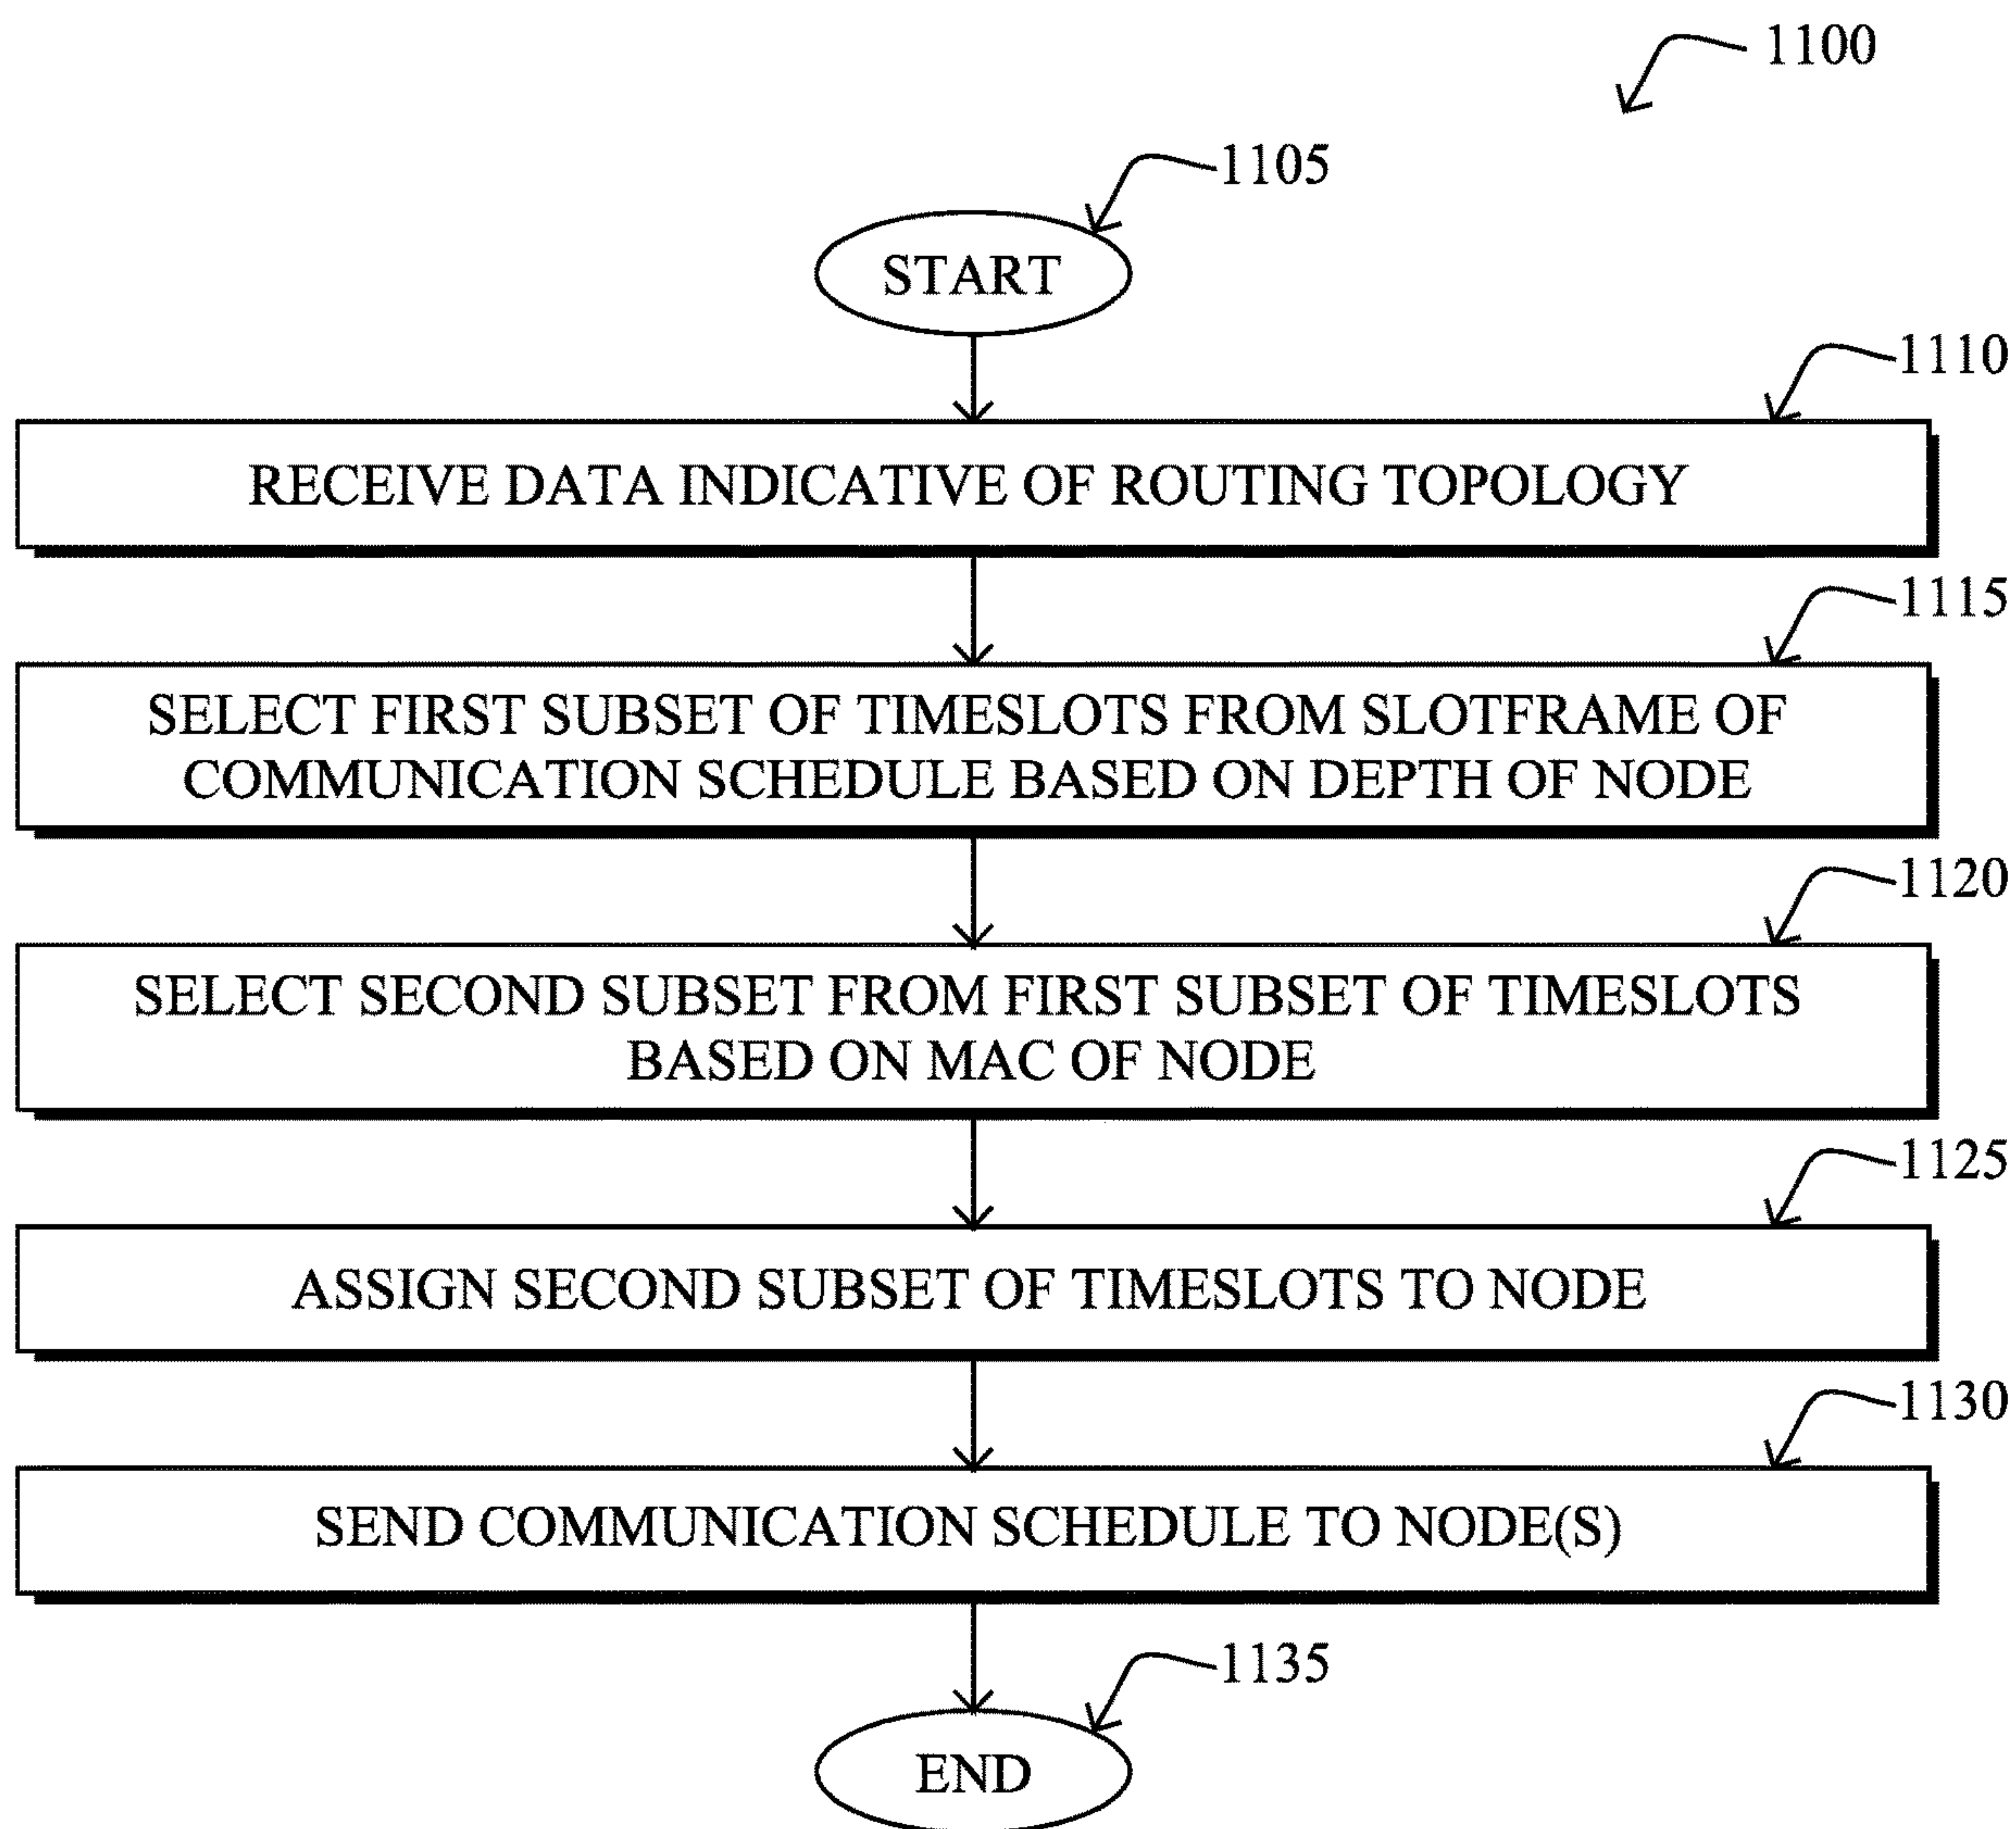 1100
1105
START
1110
RECEIVE DATA INDICATIVE OF ROUTING TOPOLOGY
1115
SELECT FIRST SUBSET OF TIMESLOTS FROM SLOTFRAME OF
COMMUNICATION SCHEDULE BASED ON DEPTH OF NODE
1120
SELECT SECOND SUBSET FROM FIRST SUBSET OF TIMESLOTS
BASED ON MAC OF NODE
1125
ASSIGN SECOND SUBSET OF TIMESLOTS TO NODE
1130
SEND COMMUNICATION SCHEDULE TO NODE(S)
1135
END